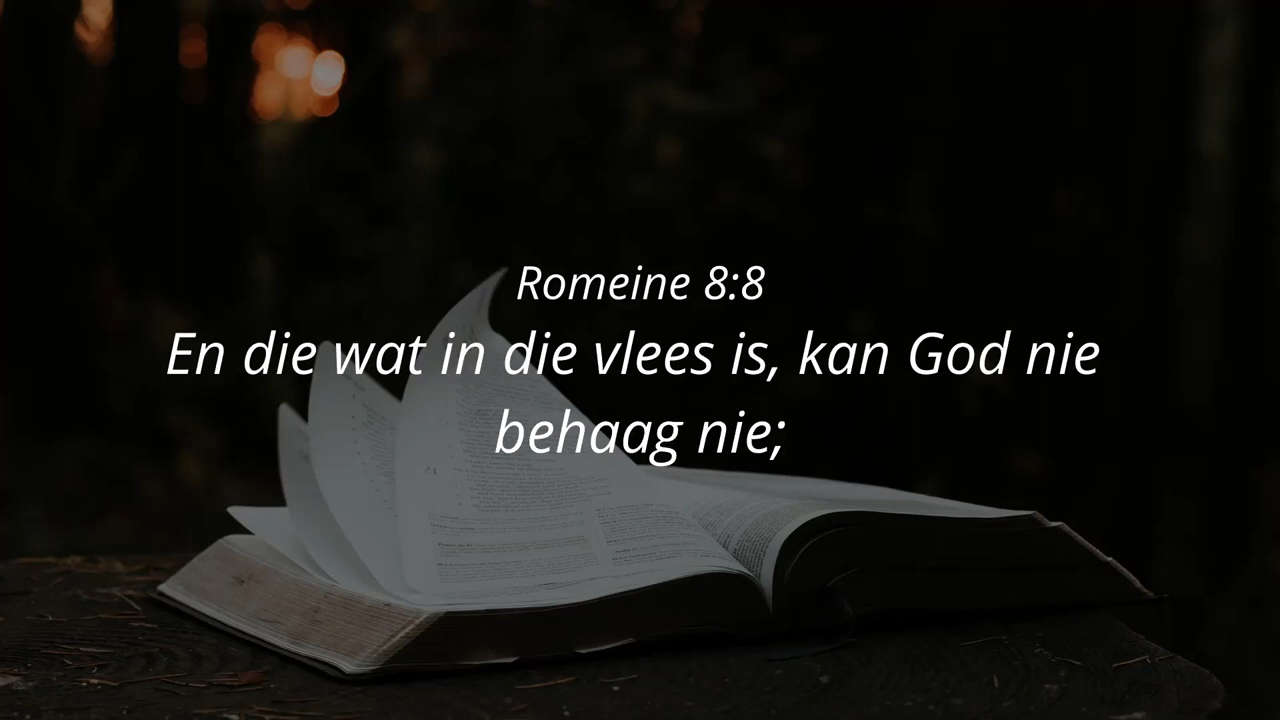 Romeine 8:8
En die wat in die vlees is, kan God nie
behaag nie;